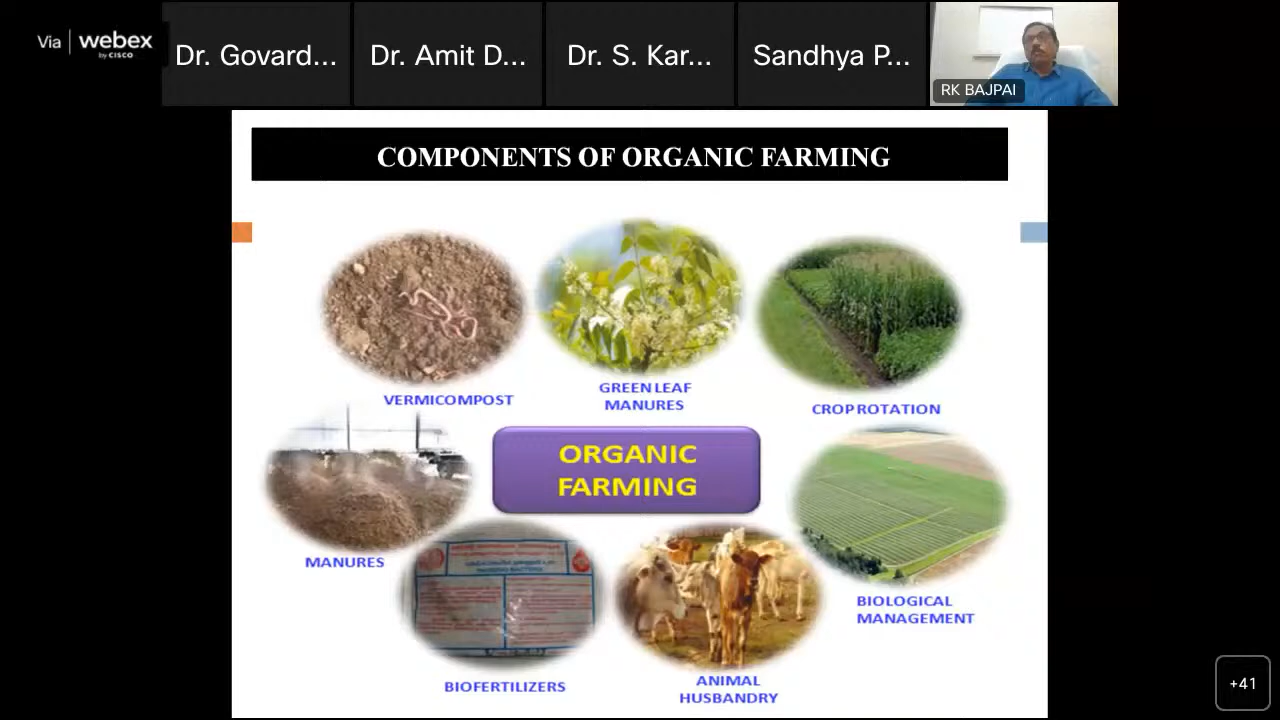 Via | webex
by CISCO
Dr. Govard...
Dr. Amit D...
Dr. S. Kar...
Sandhya P...
RK BAJPAI
COMPONENTS OF ORGANIC FARMING
VERMICOMPOST
GREEN LEAF
MANURES
CROP ROTATION
ORGANIC
FARMING
MANURES
BIOLOGICAL
MANAGEMENT
BIOFERTILIZERS
ANIMAL
HUSBANDRY
+41